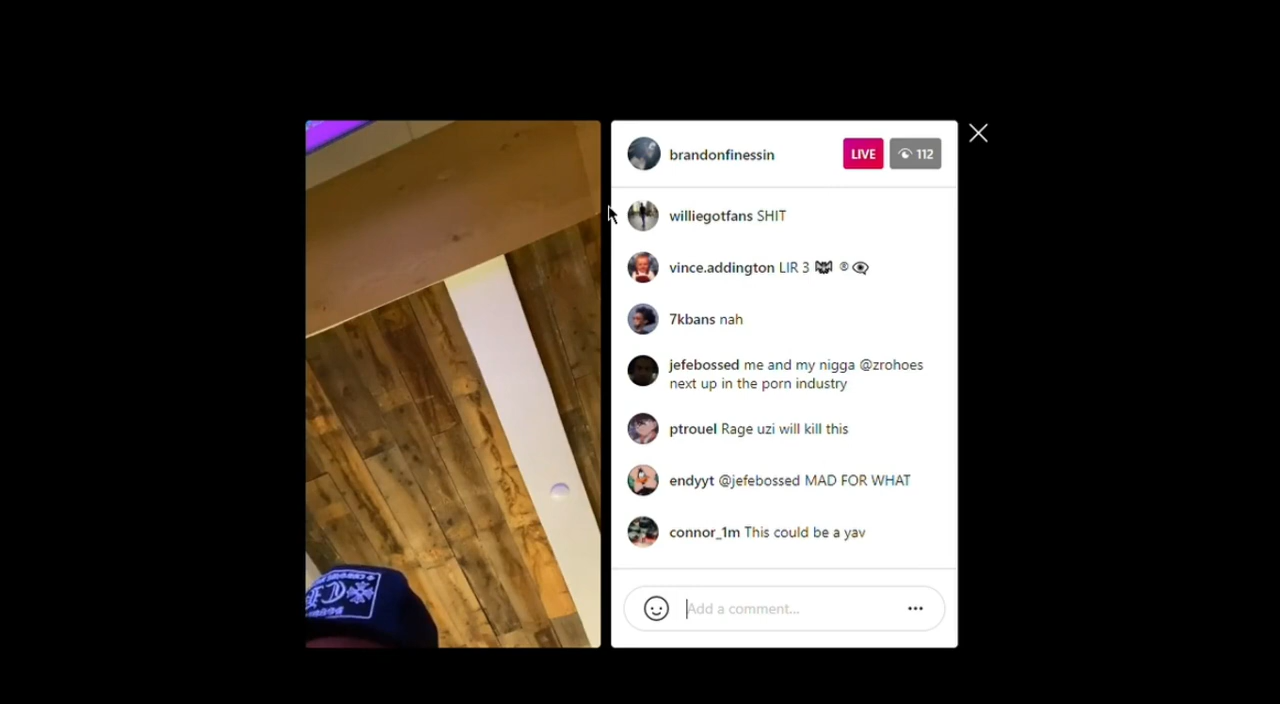 brandonfinessin
LIVE
112
williegotfans SHIT
vince.addington LIR 3 ® 👁
7kbans nah
jefebossed me and my nigga @zrohoes
next up in the porn industry
ptrouel Rage uzi will kill this
endyyt @jefebossed MAD FOR WHAT
connor_1m This could be a yav
Add a comment...